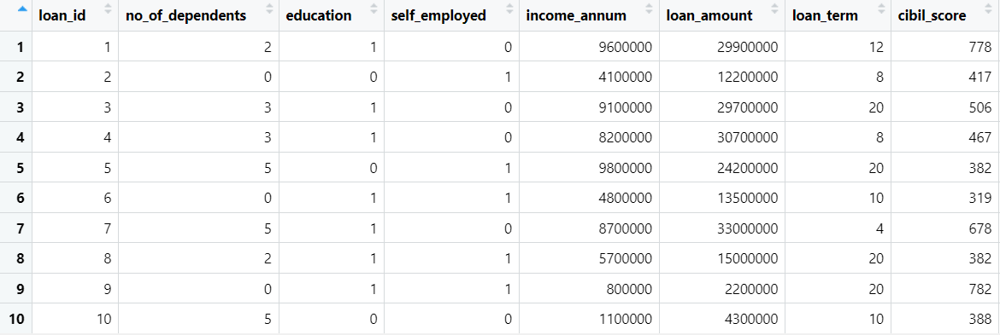 loan_id no_of_dependents education self_employed income_annum loan_amount loan_term cibil_score
1 1 2 1 0 9600000 29900000 12 778
2 2 0 0 1 4100000 12200000 8 417
3 3 3 1 0 9100000 29700000 20 506
4 4 3 1 0 8200000 30700000 8 467
5 5 5 0 1 9800000 24200000 20 382
6 6 0 1 1 4800000 13500000 10 319
7 7 5 1 0 8700000 33000000 4 678
8 8 2 1 1 5700000 15000000 20 382
9 9 0 1 1 800000 2200000 20 782
10 10 5 0 0 1100000 4300000 10 388